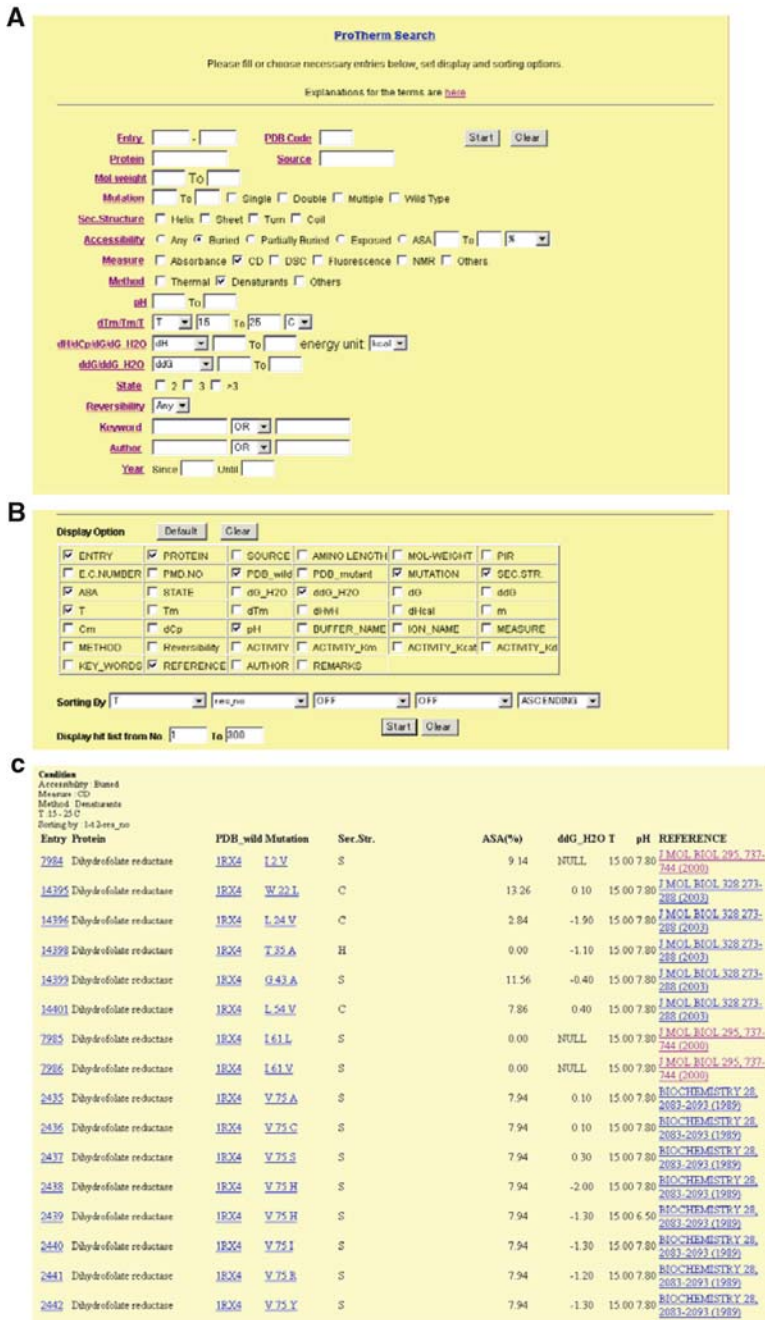 A
ProTherm Search
Please fill or choose necessary entries below, set display and sorting options.
Explanations for the terms are here
Entry - PDB Code Start Clear
Protein Source
Mol weight To
Mutation To Single Double Multiple Wild Type
Sec.Structure Helix Sheet Turn Coil
Accessibility Any Buried Partially Buried Exposed ASA To %
Measure Absorbance CD DSC Fluorescence NMR Others
Method Thermal Denaturants Others
pH To
dTm/Tm/T T 15 To 25 C
dH/dCp/dG/dG_H2O dH To energy unit: kcal
ddG/ddG_H2O ddG To
State 2 3 >3
Reversibility Any
Keyword OR
Author OR
Year Since Until
B
Display Option Default Clear
ENTRY PROTEIN SOURCE AMINO LENGTH MOL-WEIGHT PIR
E.C.NUMBER PMD.NO PDB_wild PDB_mutant MUTATION SEC.STR.
ASA STATE dG_H2O ddG_H2O dG ddG
T Tm dTm dHvH dHcal m
Cm dCp pH BUFFER_NAME ION_NAME MEASURE
METHOD Reversibility ACTIVITY ACTIVITY_Km ACTIVITY_Kcat ACTIVITY_Kd
KEY_WORDS REFERENCE AUTHOR REMARKS
Sorting By T res_no OFF OFF ASCENDING
Display hit list from No 1 To 300 Start Clear
C
Condition
Accessibility : Buried
Measure : CD
Method : Denaturants
T :15 - 25 C
Sorting by :
Entry Protein PDB_wild Mutation Sec.Str. ASA(%) ddG_H2O T pH REFERENCE
7984 Dihydrofolate reductase 1RX4 I 2 V S 9.14 NULL 15.00 7.80 J MOL BIOL 295, 737-
744 (2000)
14395 Dihydrofolate reductase 1RX4 W 22 L C 13.26 0.10 15.00 7.80 J MOL BIOL 328 273-
288 (2003)
14396 Dihydrofolate reductase 1RX4 L 24 V C 2.84 -1.90 15.00 7.80 J MOL BIOL 328 273-
288 (2003)
14398 Dihydrofolate reductase 1RX4 T 35 A H 0.00 -1.10 15.00 7.80 J MOL BIOL 328 273-
288 (2003)
14399 Dihydrofolate reductase 1RX4 G 43 A S 11.56 -0.40 15.00 7.80 J MOL BIOL 328 273-
288 (2003)
14401 Dihydrofolate reductase 1RX4 L 54 V C 7.86 0.40 15.00 7.80 J MOL BIOL 328 273-
288 (2003)
7985 Dihydrofolate reductase 1RX4 I 61 L S 0.00 NULL 15.00 7.80 J MOL BIOL 295, 737-
744 (2000)
7986 Dihydrofolate reductase 1RX4 I 61 V S 0.00 NULL 15.00 7.80 J MOL BIOL 295, 737-
744 (2000)
2435 Dihydrofolate reductase 1RX4 V 75 A S 7.94 0.10 15.00 7.80 BIOCHEMISTRY 28,
2083-2093 (1989)
2436 Dihydrofolate reductase 1RX4 V 75 C S 7.94 0.10 15.00 7.80 BIOCHEMISTRY 28,
2083-2093 (1989)
2437 Dihydrofolate reductase 1RX4 V 75 S S 7.94 0.30 15.00 7.80 BIOCHEMISTRY 28,
2083-2093 (1989)
2438 Dihydrofolate reductase 1RX4 V 75 H S 7.94 -2.00 15.00 7.80 BIOCHEMISTRY 28,
2083-2093 (1989)
2439 Dihydrofolate reductase 1RX4 V 75 H S 7.94 -1.30 15.00 6.50 BIOCHEMISTRY 28,
2083-2093 (1989)
2440 Dihydrofolate reductase 1RX4 V 75 I S 7.94 -1.30 15.00 7.80 BIOCHEMISTRY 28,
2083-2093 (1989)
2441 Dihydrofolate reductase 1RX4 V 75 R S 7.94 -1.20 15.00 7.80 BIOCHEMISTRY 28,
2083-2093 (1989)
2442 Dihydrofolate reductase 1RX4 V 75 Y S 7.94 -1.30 15.00 7.80 BIOCHEMISTRY 28,
2083-2093 (1989)